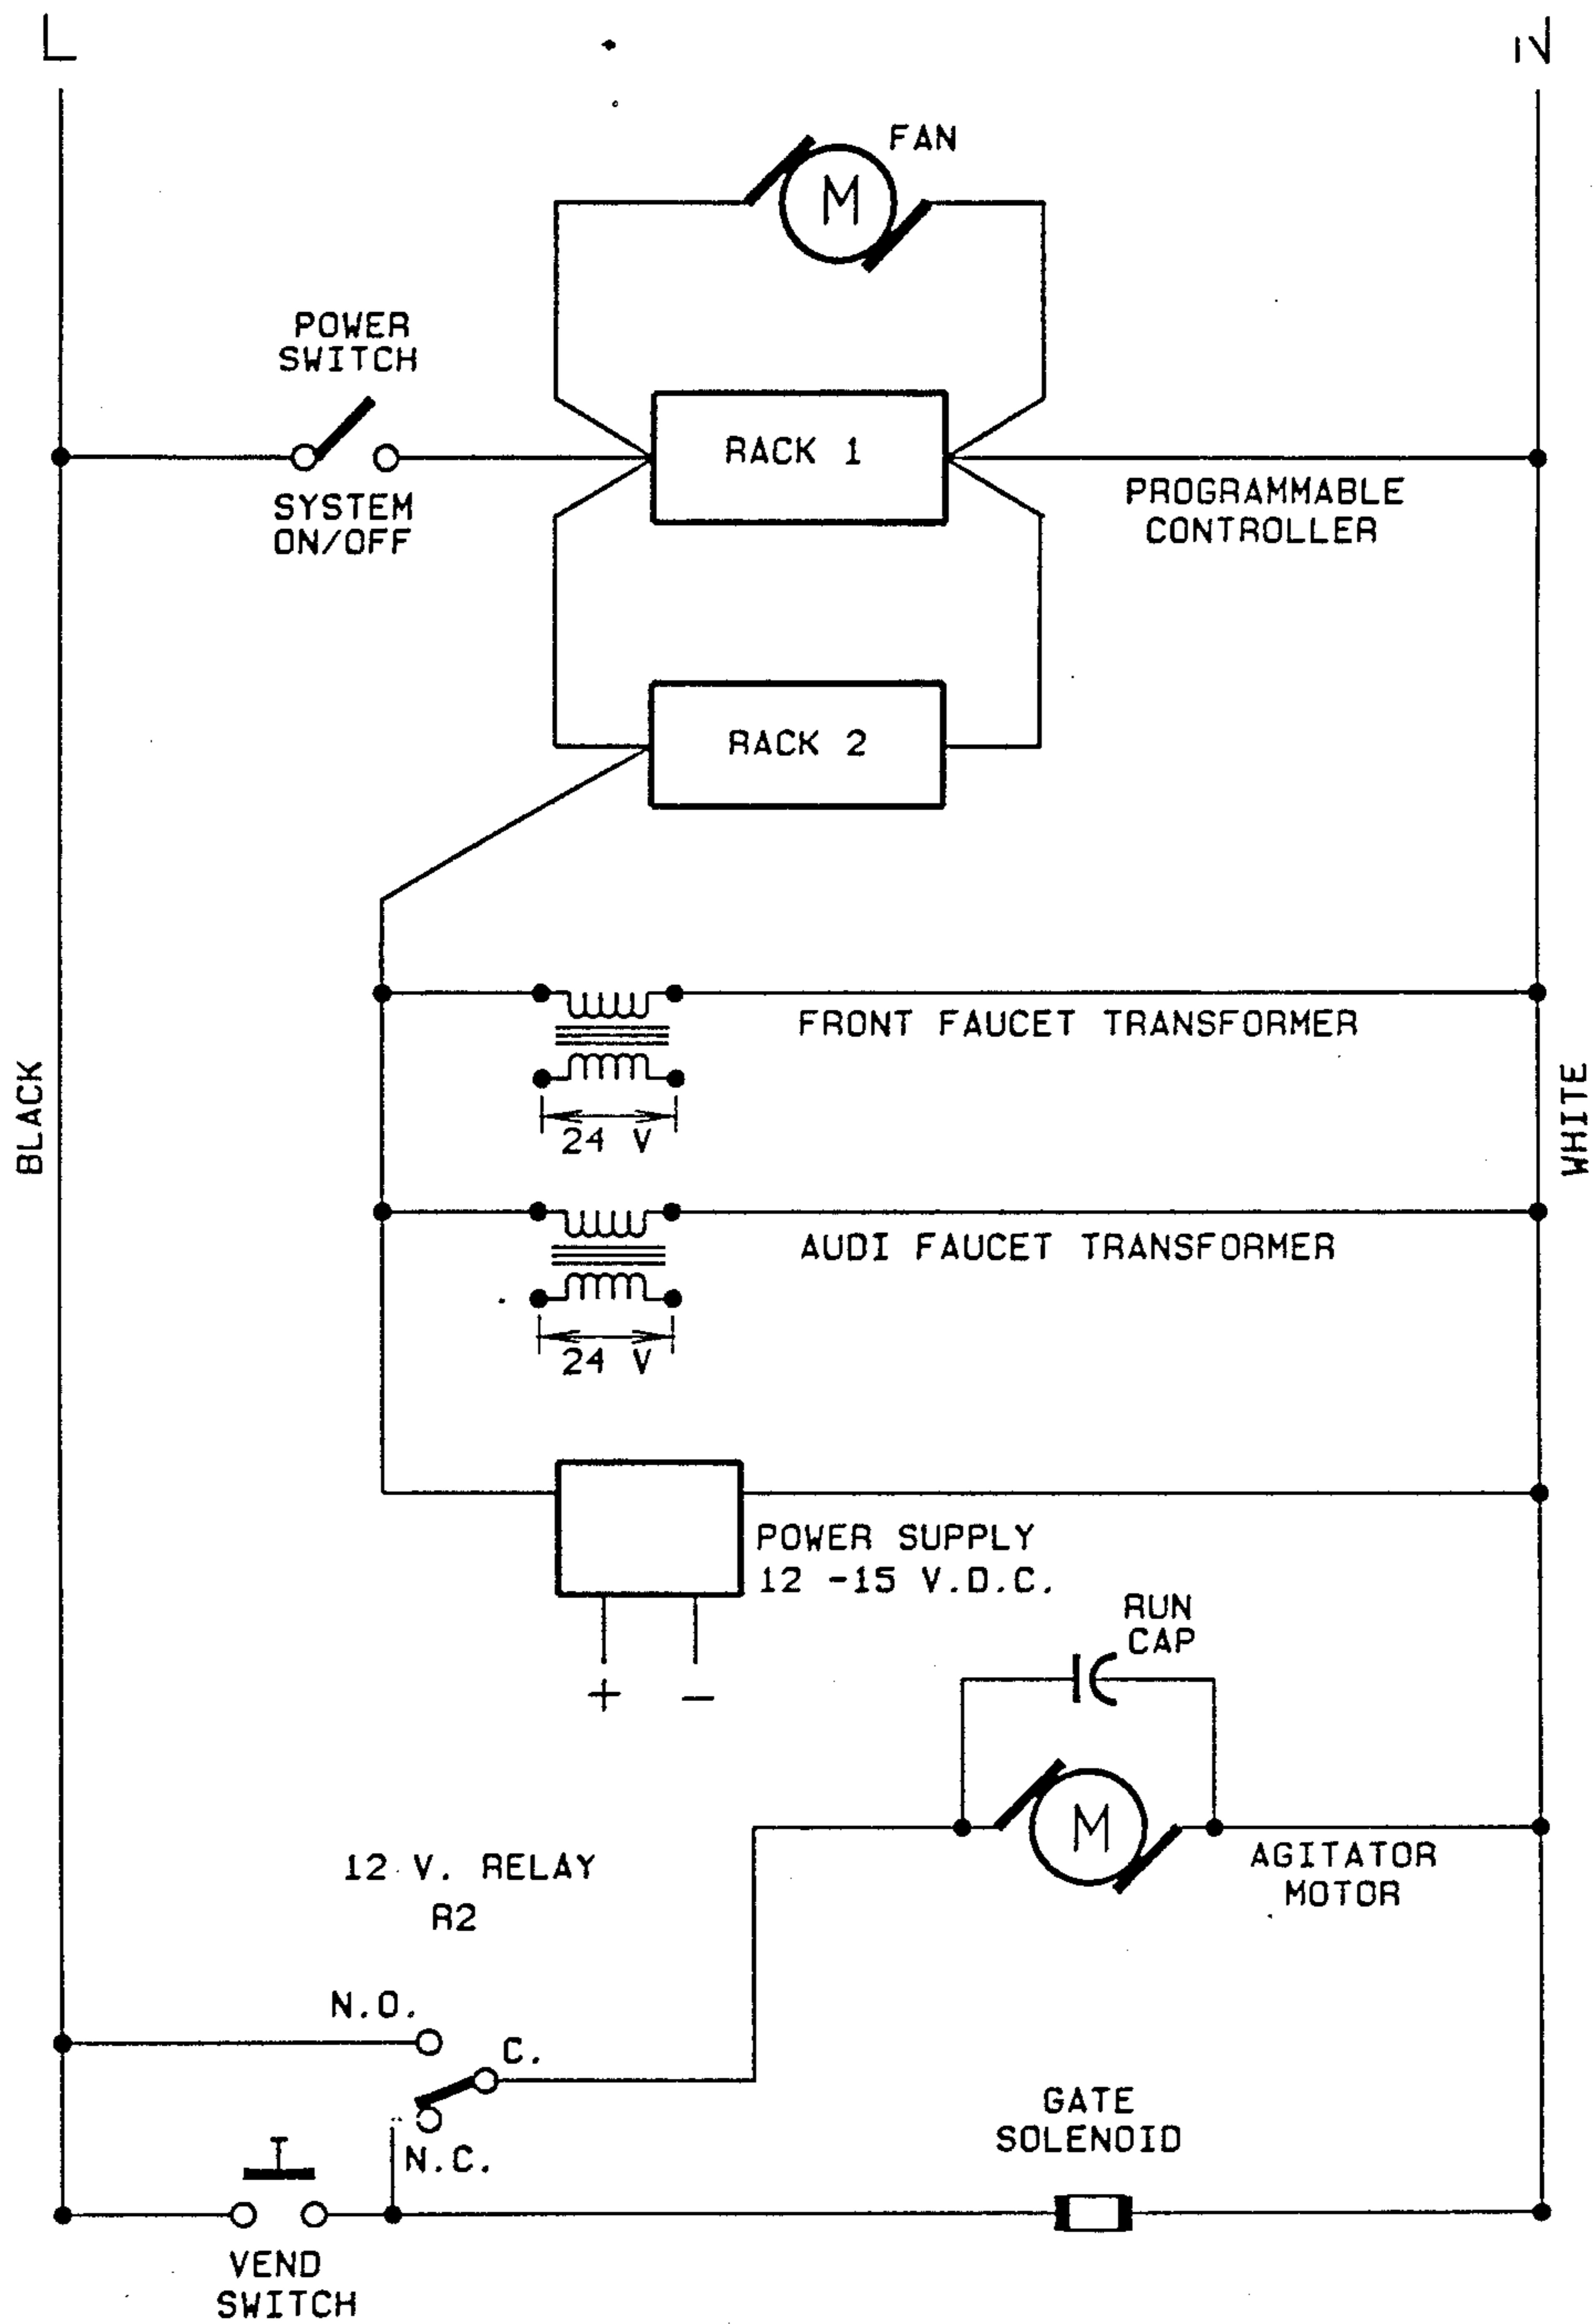 L
N
FAN
M
POWER
SWITCH
RACK 1
SYSTEM
ON/OFF
PROGRAMMABLE
CONTROLLER
RACK 2
BLACK
WHITE
FRONT FAUCET TRANSFORMER
24 V
AUDI FAUCET TRANSFORMER
24 V
POWER SUPPLY
12 -15 V.D.C.
+ -
RUN
CAP
M
AGITATOR
MOTOR
12 V. RELAY
R2
N.O.
C.
N.C.
GATE
SOLENOID
VEND
SWITCH